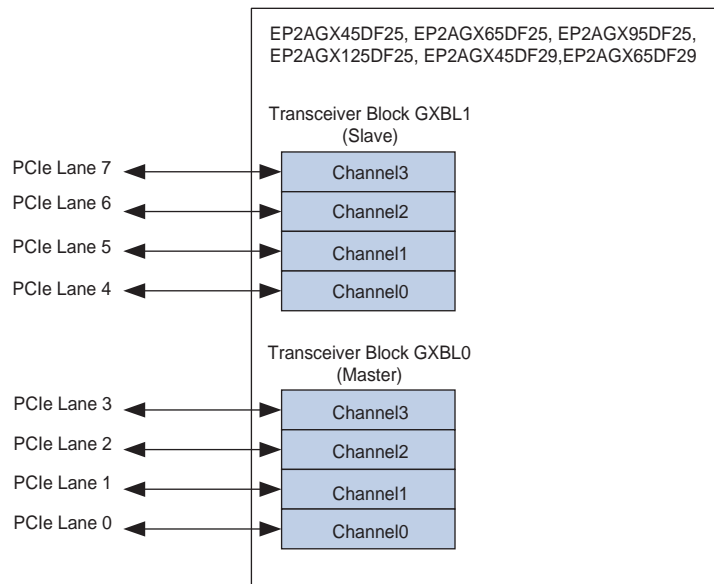 EP2AGX45DF25, EP2AGX65DF25, EP2AGX95DF25,
EP2AGX125DF25, EP2AGX45DF29,EP2AGX65DF29
Transceiver Block GXBL1
(Slave)
PCIe Lane 7
Channel3
PCIe Lane 6
Channel2
PCIe Lane 5
Channel1
PCIe Lane 4
Channel0
Transceiver Block GXBL0
(Master)
PCIe Lane 3
Channel3
PCIe Lane 2
Channel2
PCIe Lane 1
Channel1
PCIe Lane 0
Channel0